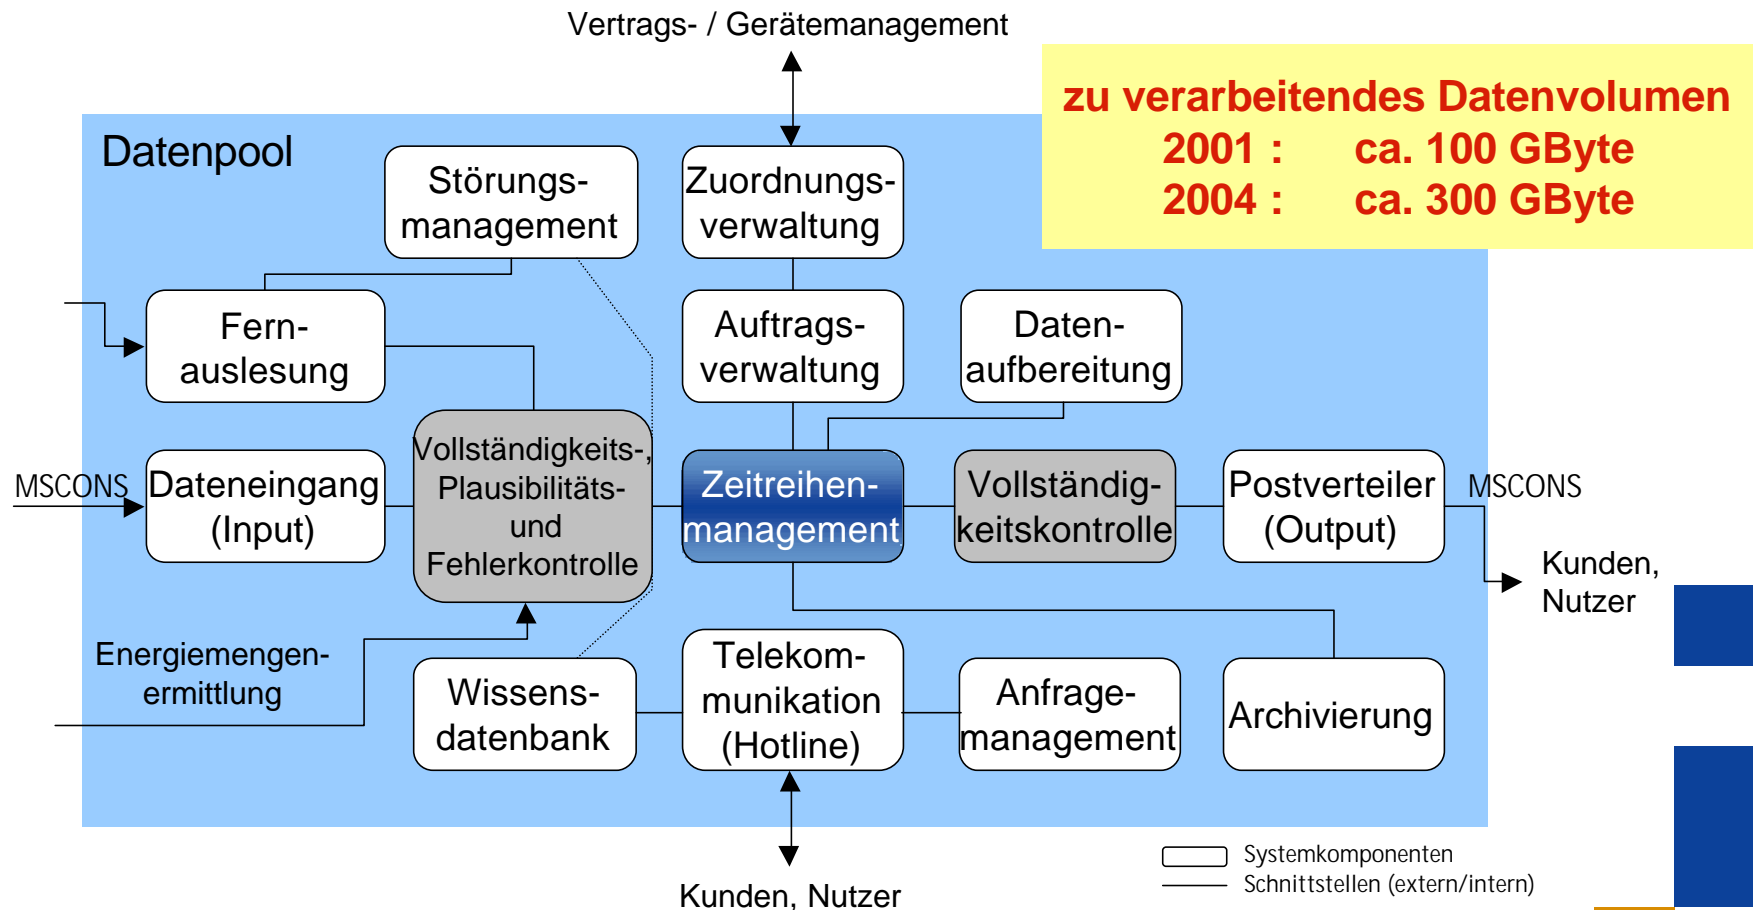 Vertrags- / Gerätemanagement
zu verarbeitendes Datenvolumen
2001 : ca. 100 GByte
2004 : ca. 300 GByte
Datenpool
Störungs-
management
Zuordnungs-
verwaltung
Fern-
auslesung
Auftrags-
verwaltung
Daten-
aufbereitung
MSCONS
Dateneingang
(Input)
Vollständigkeits-,
Plausibilitäts-
und
Fehlerkontrolle
Zeitreihen-
management
Vollständig-
keitskontrolle
Postverteiler
(Output)
MSCONS
Kunden,
Nutzer
Energiemengen-
ermittlung
Wissens-
datenbank
Telekom-
munikation
(Hotline)
Anfrage-
management
Archivierung
Kunden, Nutzer
Systemkomponenten
Schnittstellen (extern/intern)